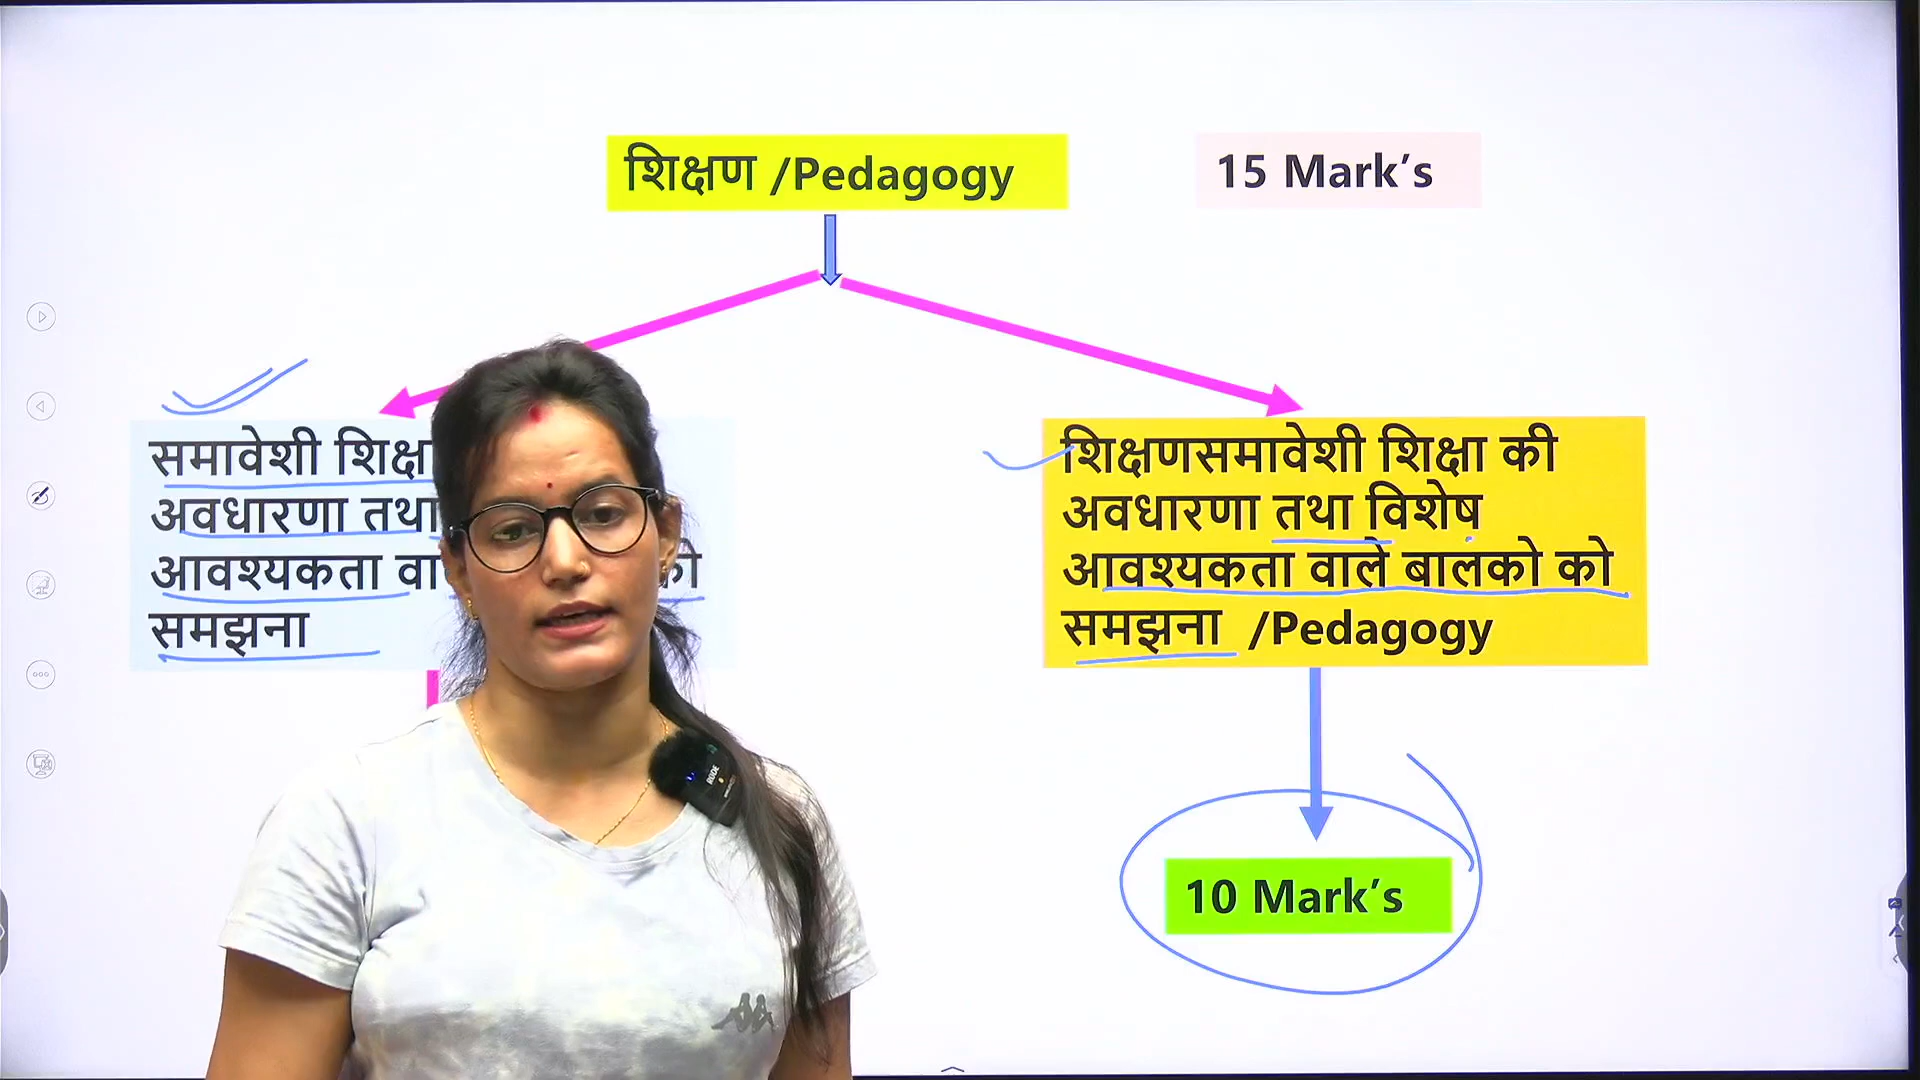 शिक्षण /Pedagogy
15 Mark’s
समावेशी शिक्षा
अवधारणा तथा
आवश्यकता को
समझना
शिक्षणसमावेशी शिक्षा की
अवधारणा तथा विशेष
आवश्यकता वाले बालको को
समझना /Pedagogy
10 Mark’s
RODE